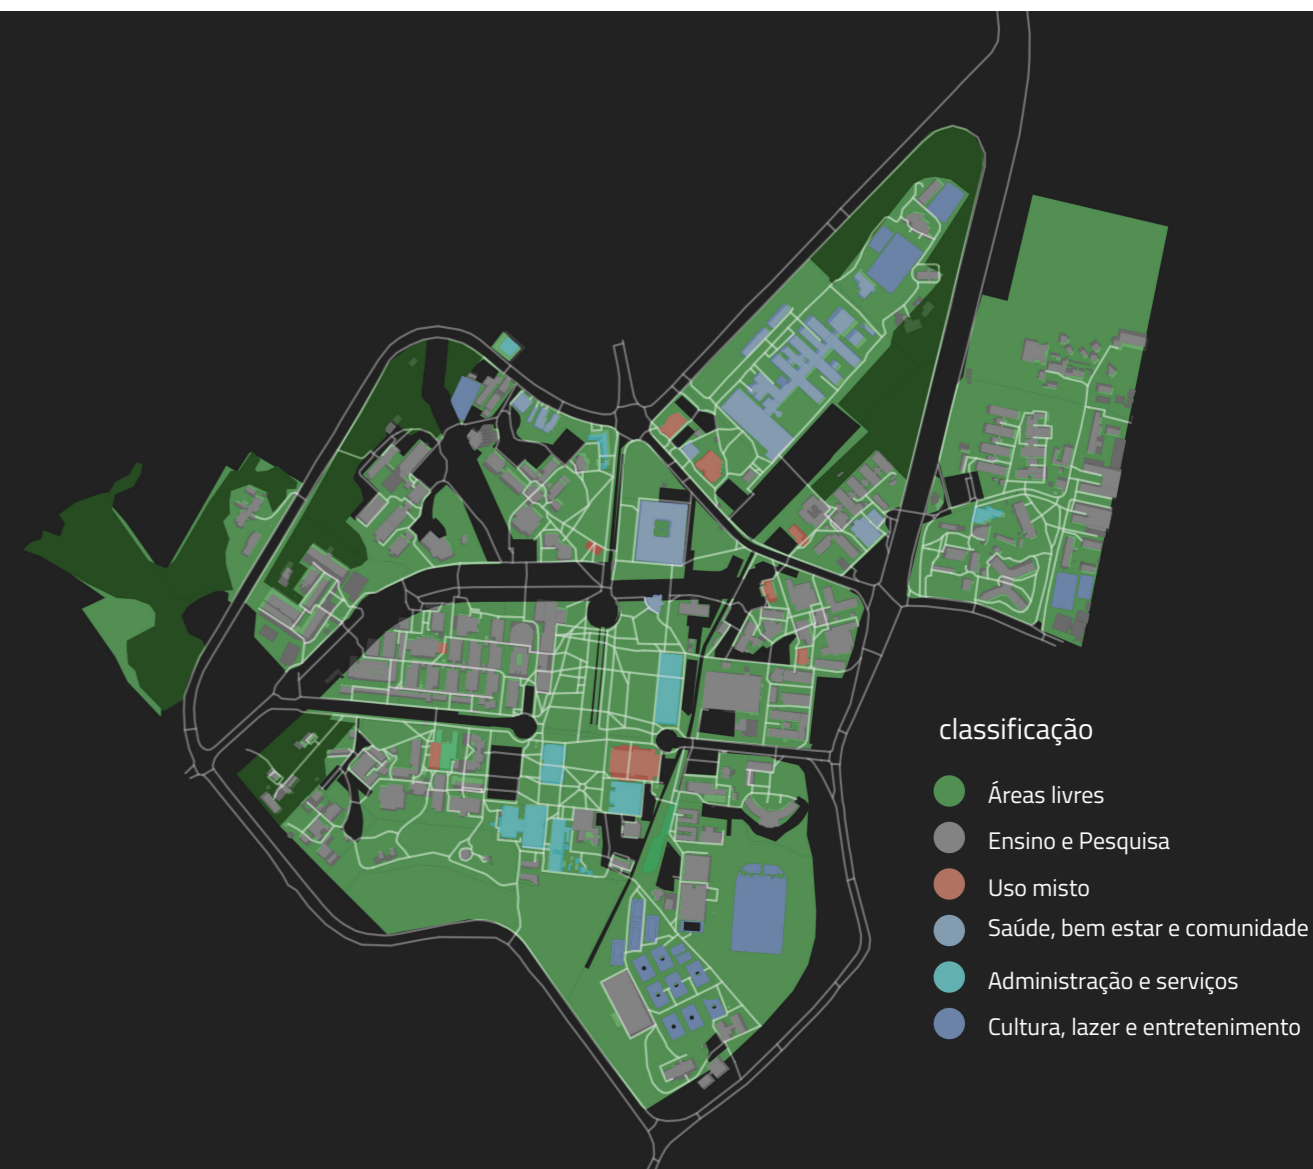 classificação
Áreas livres
Ensino e Pesquisa
Uso misto
Saúde, bem estar e comunidade
Administração e serviços
Cultura, lazer e entretenimento